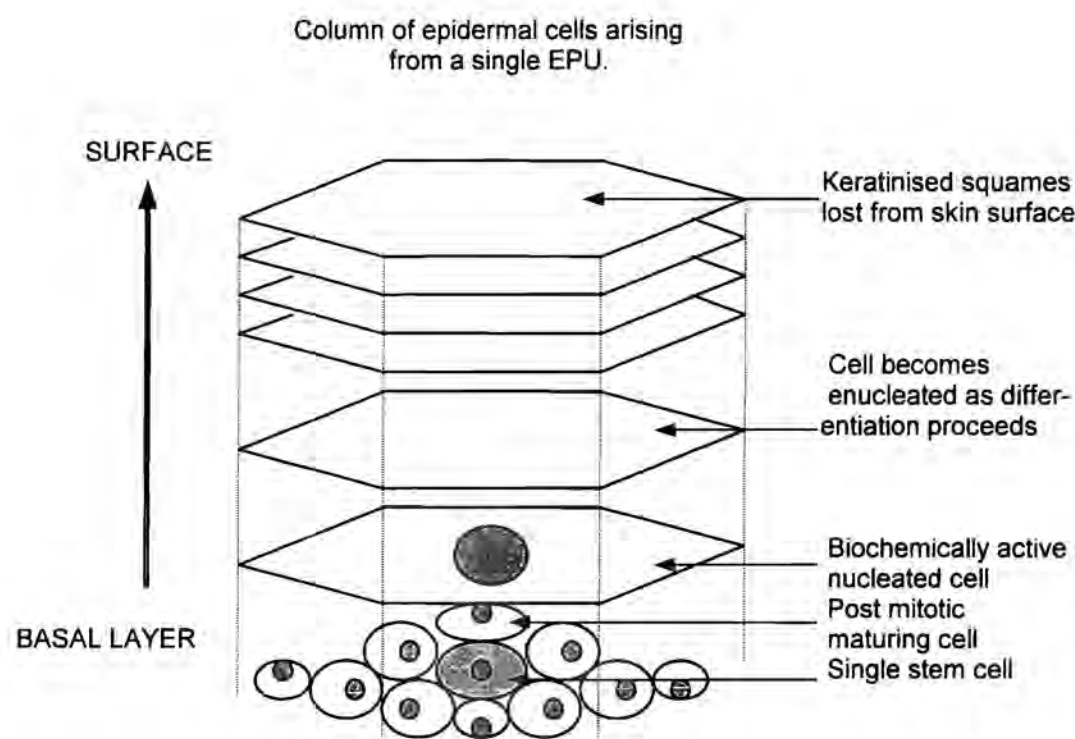 Column of epidermal cells arising
from a single EPU.
SURFACE
Keratinised squames
lost from skin surface
Cell becomes
enucleated as differ-
entiation proceeds
Biochemically active
nucleated cell
Post mitotic
maturing cell
Single stem cell
BASAL LAYER